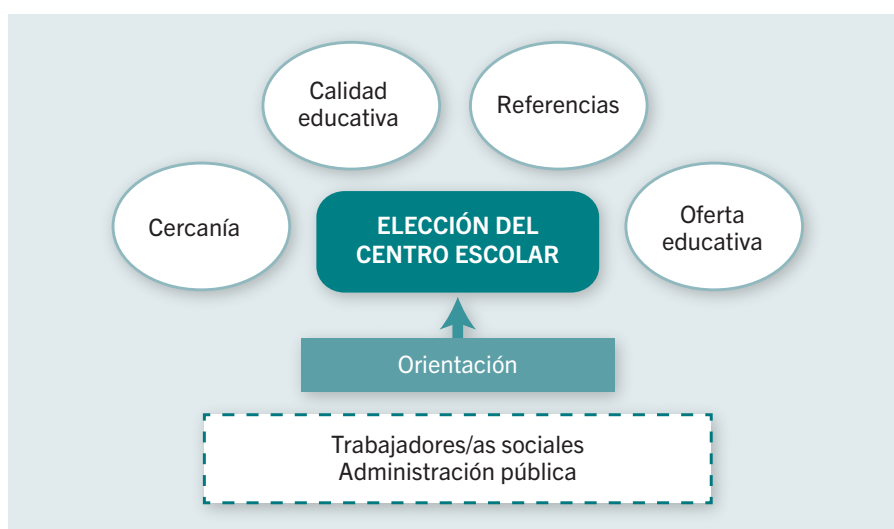 Calidad
educativa
Referencias
Cercanía
ELECCIÓN DEL
CENTRO ESCOLAR
Oferta
educativa
Orientación
Trabajadores/as sociales
Administración pública